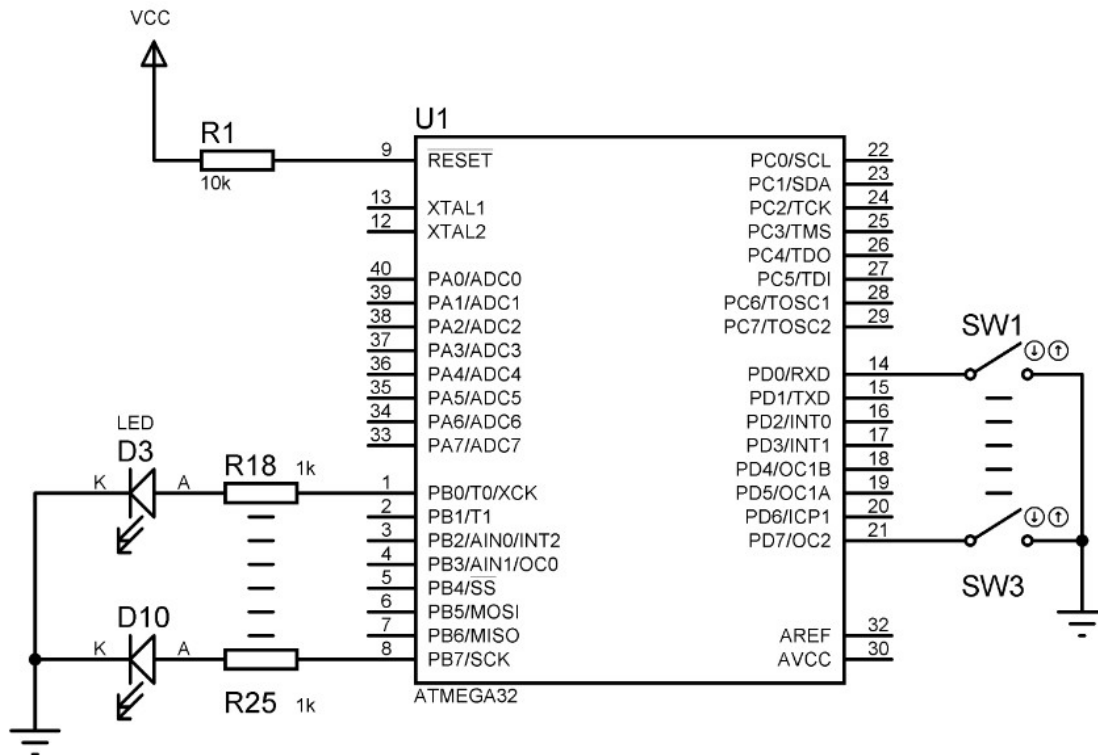 VCC
U1
R1
10k
9 RESET
13 XTAL1
12 XTAL2
40 PA0/ADC0
39 PA1/ADC1
38 PA2/ADC2
37 PA3/ADC3
36 PA4/ADC4
35 PA5/ADC5
34 PA6/ADC6
33 PA7/ADC7
LED
D3
K A
R18 1k
1 PB0/T0/XCK
2 PB1/T1
3 PB2/AIN0/INT2
4 PB3/AIN1/OC0
5 PB4/SS
6 PB5/MOSI
7 PB6/MISO
8 PB7/SCK
D10
K A
R25 1k
ATMEGA32
PC0/SCL 22
PC1/SDA 23
PC2/TCK 24
PC3/TMS 25
PC4/TDO 26
PC5/TDI 27
PC6/TOSC1 28
PC7/TOSC2 29
PD0/RXD 14
PD1/TXD 15
PD2/INT0 16
PD3/INT1 17
PD4/OC1B 18
PD5/OC1A 19
PD6/ICP1 20
PD7/OC2 21
AREF 32
AVCC 30
SW1
SW3